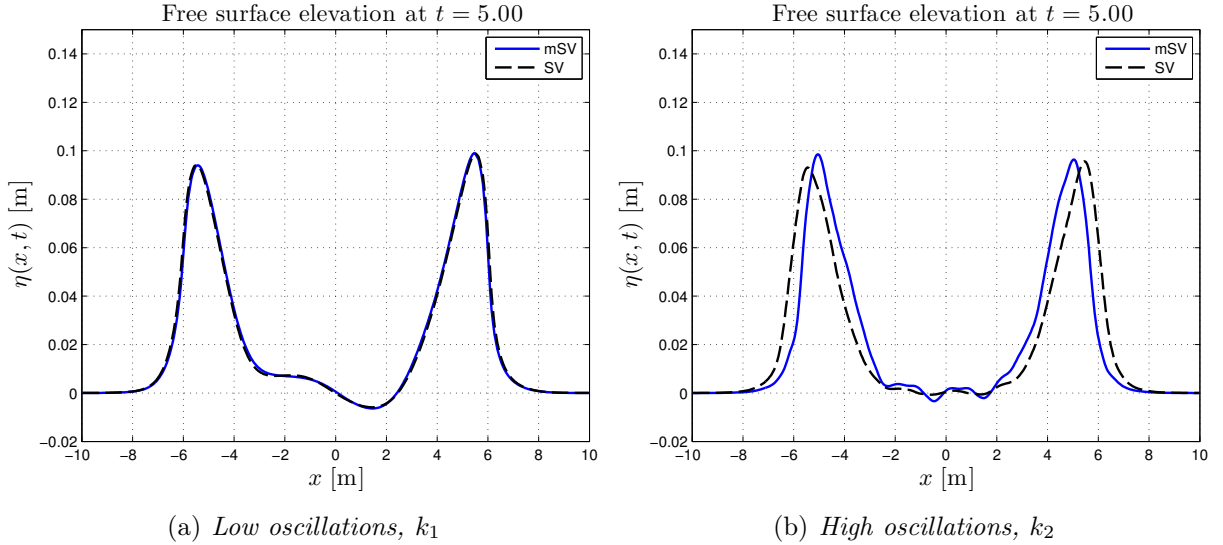 Free surface elevation at t = 5.00
mSV
SV
0.14
0.12
0.1
0.08
0.06
0.04
0.02
0
−0.02
η(x, t) [m]
−10 −8 −6 −4 −2 0 2 4 6 8 10
x [m]
(a) Low oscillations, k₁
Free surface elevation at t = 5.00
mSV
SV
0.14
0.12
0.1
0.08
0.06
0.04
0.02
0
−0.02
η(x, t) [m]
−10 −8 −6 −4 −2 0 2 4 6 8 10
x [m]
(b) High oscillations, k₂